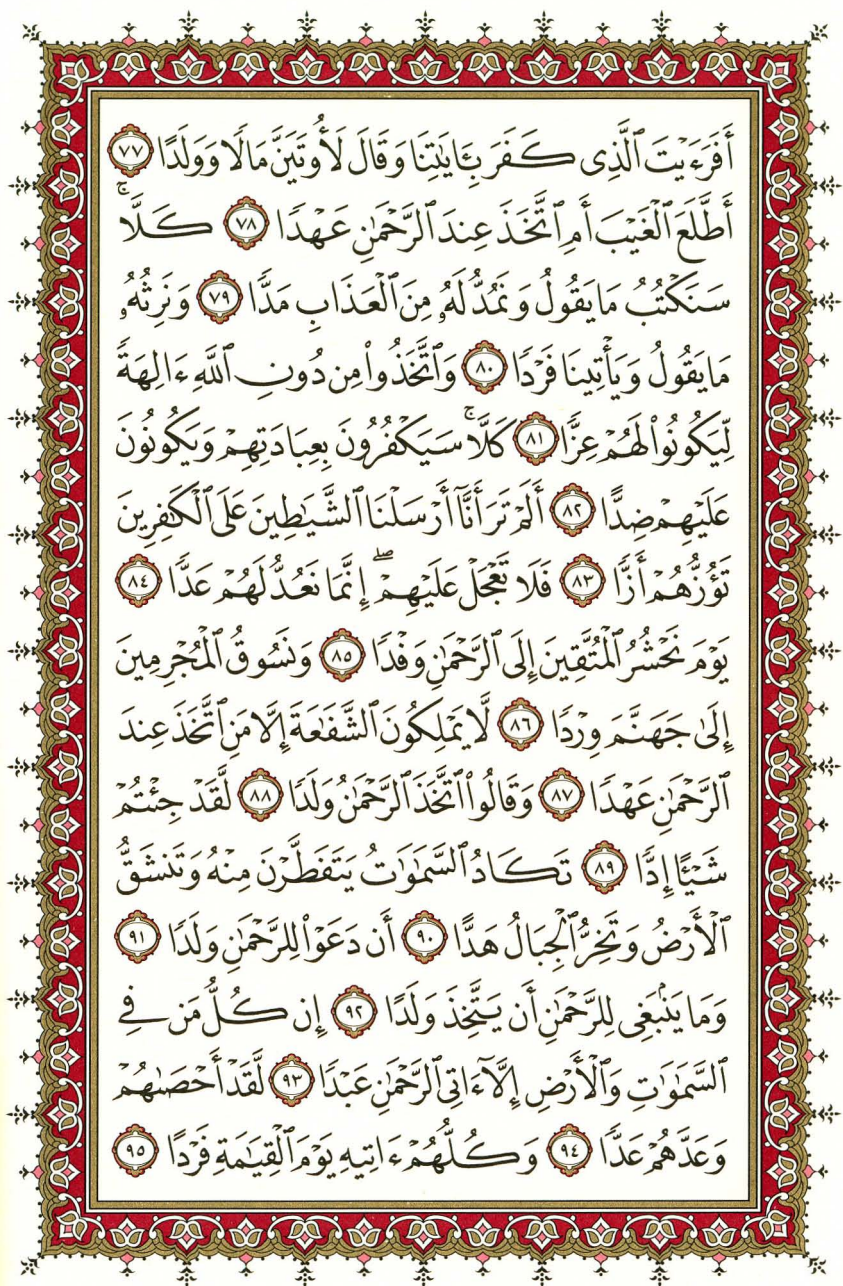 أَفَرَءَيْتَ ٱلَّذِى كَفَرَ بِـَٔايَٰتِنَا وَقَالَ لَأُوتَيَنَّ مَالًا وَوَلَدًا ٧٧
أَطَّلَعَ ٱلْغَيْبَ أَمِ ٱتَّخَذَ عِندَ ٱلرَّحْمَٰنِ عَهْدًا ٧٨ كَلَّا ۚ
سَنَكْتُبُ مَا يَقُولُ وَنَمُدُّ لَهُۥ مِنَ ٱلْعَذَابِ مَدًّا ٧٩ وَنَرِثُهُۥ
مَا يَقُولُ وَيَأْتِينَا فَرْدًا ٨٠ وَٱتَّخَذُوا۟ مِن دُونِ ٱللَّهِ ءَالِهَةً
لِّيَكُونُوا۟ لَهُمْ عِزًّا ٨١ كَلَّا ۚ سَيَكْفُرُونَ بِعِبَادَتِهِمْ وَيَكُونُونَ
عَلَيْهِمْ ضِدًّا ٨٢ أَلَمْ تَرَ أَنَّآ أَرْسَلْنَا ٱلشَّيَٰطِينَ عَلَى ٱلْكَٰفِرِينَ
تَؤُزُّهُمْ أَزًّا ٨٣ فَلَا تَعْجَلْ عَلَيْهِمْ ۖ إِنَّمَا نَعُدُّ لَهُمْ عَدًّا ٨٤
يَوْمَ نَحْشُرُ ٱلْمُتَّقِينَ إِلَى ٱلرَّحْمَٰنِ وَفْدًا ٨٥ وَنَسُوقُ ٱلْمُجْرِمِينَ
إِلَىٰ جَهَنَّمَ وِرْدًا ٨٦ لَّا يَمْلِكُونَ ٱلشَّفَٰعَةَ إِلَّا مَنِ ٱتَّخَذَ عِندَ
ٱلرَّحْمَٰنِ عَهْدًا ٨٧ وَقَالُوا۟ ٱتَّخَذَ ٱلرَّحْمَٰنُ وَلَدًا ٨٨ لَّقَدْ جِئْتُمْ
شَيْـًٔا إِدًّا ٨٩ تَكَادُ ٱلسَّمَٰوَٰتُ يَتَفَطَّرْنَ مِنْهُ وَتَنشَقُّ
ٱلْأَرْضُ وَتَخِرُّ ٱلْجِبَالُ هَدًّا ٩٠ أَن دَعَوْا۟ لِلرَّحْمَٰنِ وَلَدًا ٩١
وَمَا يَنۢبَغِى لِلرَّحْمَٰنِ أَن يَتَّخِذَ وَلَدًا ٩٢ إِن كُلُّ مَن فِى
ٱلسَّمَٰوَٰتِ وَٱلْأَرْضِ إِلَّآ ءَاتِى ٱلرَّحْمَٰنِ عَبْدًا ٩٣ لَّقَدْ أَحْصَىٰهُمْ
وَعَدَّهُمْ عَدًّا ٩٤ وَكُلُّهُمْ ءَاتِيهِ يَوْمَ ٱلْقِيَٰمَةِ فَرْدًا ٩٥